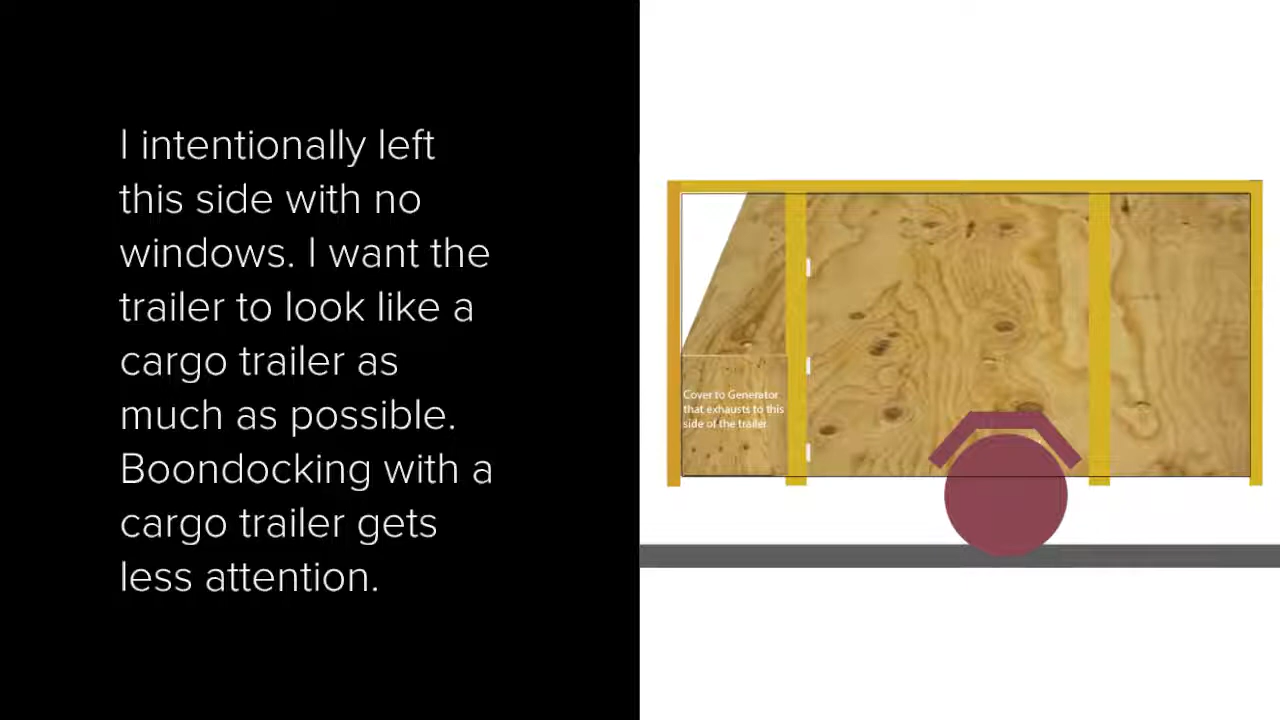 I intentionally left
this side with no
windows. I want the
trailer to look like a
cargo trailer as
much as possible.
Boondocking with a
cargo trailer gets
less attention.
Cover to Generator
that exhausts to this
side of the trailer